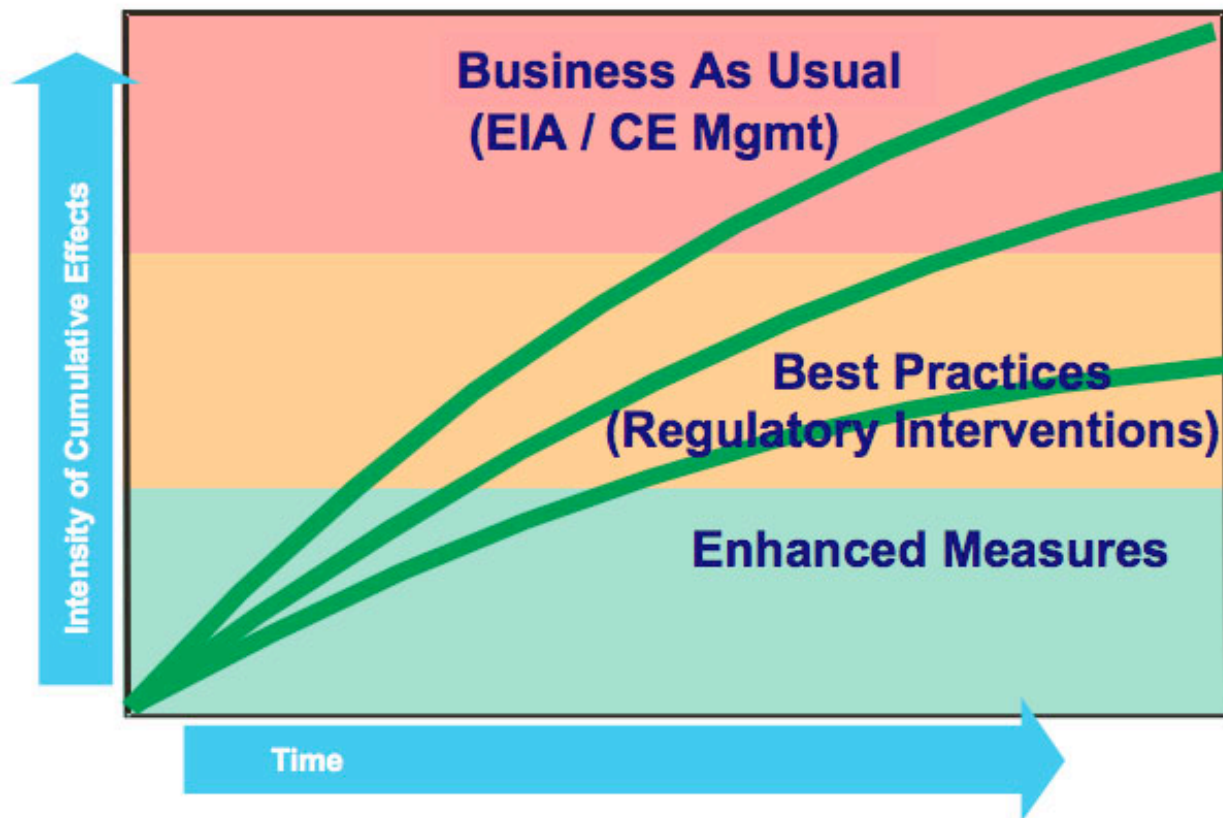 Business As Usual
(EIA / CE Mgmt)
Intensity of Cumulative Effects
Best Practices
(Regulatory Interventions)
Enhanced Measures
Time